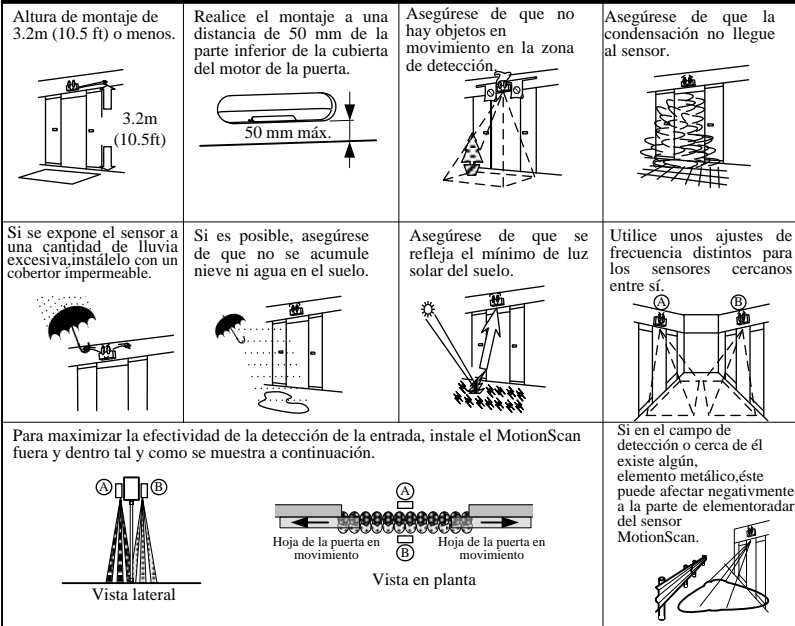 Altura de montaje de
3.2m (10.5 ft) o menos.
3.2m
(10.5ft)
Realice el montaje a una
distancia de 50 mm de la
parte inferior de la cubierta
del motor de la puerta.
50 mm máx.
Asegúrese de que no
hay objetos en
movimiento en la zona
de detección.
Asegúrese de que la
condensación no llegue
al sensor.
Si se expone el sensor a
una cantidad de lluvia
excesiva,instálelo con un
cobertor impermeable.
Si es posible, asegúrese
de que no se acumule
nieve ni agua en el suelo.
Asegúrese de que se
refleja el mínimo de luz
solar del suelo.
Utilice unos ajustes de
frecuencia distintos para
los sensores cercanos
entre sí.
A B
Para maximizar la efectividad de la detección de la entrada, instale el MotionScan
fuera y dentro tal y como se muestra a continuación.
A B
Vista lateral
A
Hoja de la puerta en
movimiento
B
Hoja de la puerta en
movimiento
Vista en planta
Si en el campo de
detección o cerca de él
existe algún,
elemento metálico,éste
puede afectar negativmente
a la parte de elementoradar
del sensor
MotionScan.